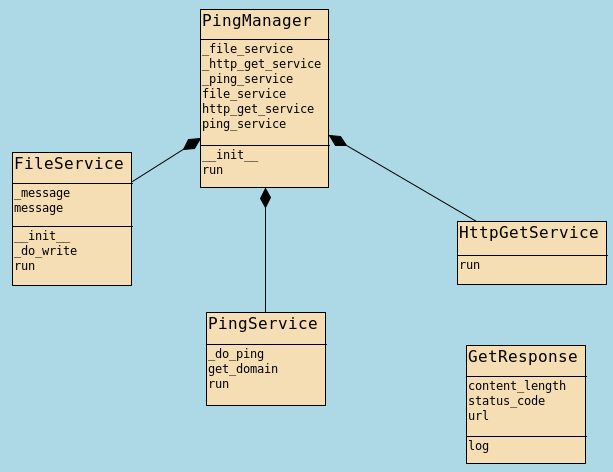 PingManager
_file_service
_http_get_service
_ping_service
file_service
http_get_service
ping_service
__init__
run
FileService
_message
message
__init__
_do_write
run
HttpGetService
run
PingService
_do_ping
get_domain
run
GetResponse
content_length
status_code
url
log